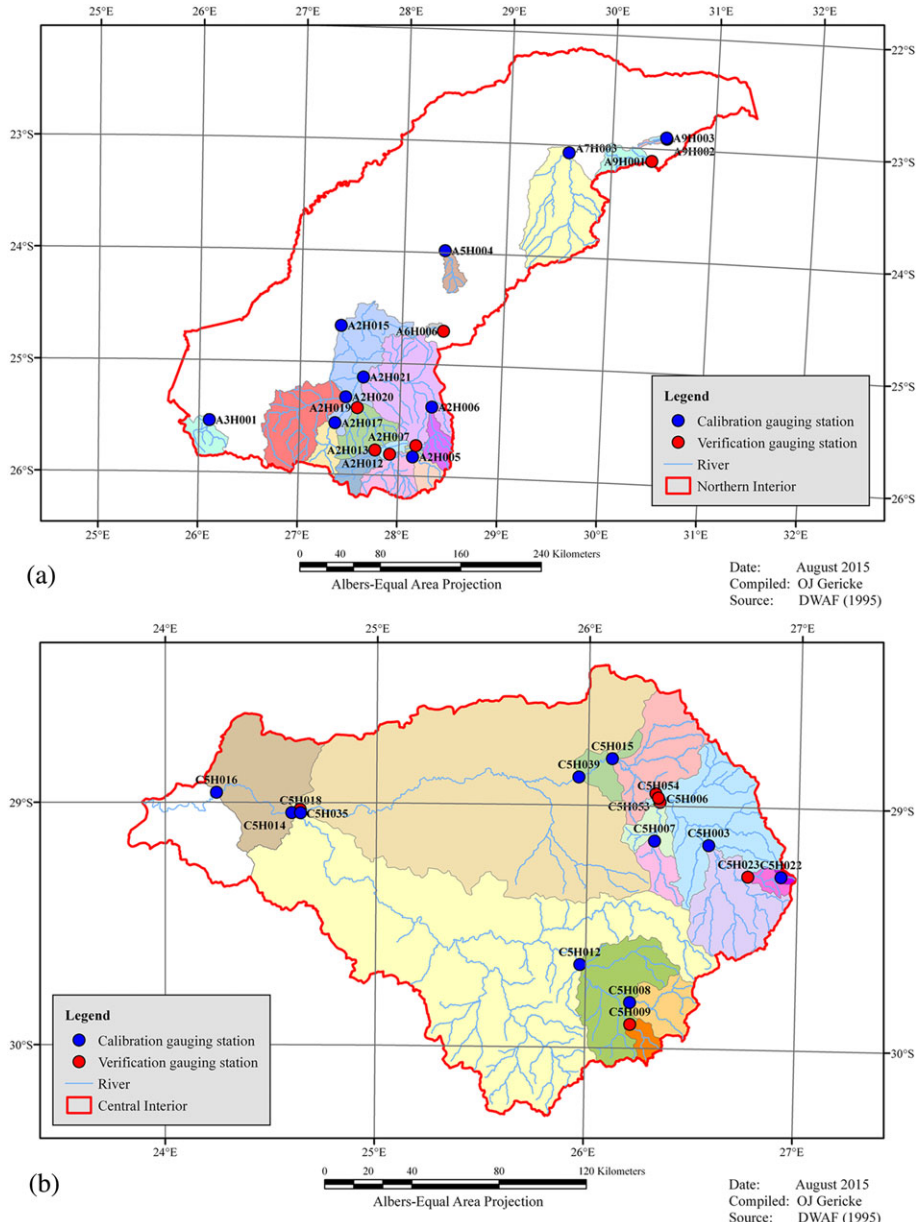 25°E 26°E 27°E 28°E 29°E 30°E 31°E 32°E
22°S
23°S
A9H003
A7H003
A9H002
A9H001
23°S
24°S
A5H004
24°S
A2H015
A6H006
25°S
A2H021
25°S
A2H020
A2H019
A2H006
A3H001
A2H017
A2H007
A2H013
A2H005
A2H012
26°S
26°S
Legend
Calibration gauging station
Verification gauging station
River
Northern Interior
25°E 26°E 27°E 28°E 29°E 30°E 31°E 32°E
0 20 40 80 160 240 Kilometers
Albers-Equal Area Projection
(a)
Date: August 2015
Compiled: OJ Gericke
Source: DWAF (1995)
24°E 25°E 26°E 27°E
C5H015
C5H039
C5H016
C5H054
C5H018
C5H006
29°S
C5H053
29°S
C5H035
C5H014
C5H007
C5H003
C5H023
C5H022
C5H012
C5H008
C5H009
30°S
30°S
Legend
Calibration gauging station
Verification gauging station
River
Central Interior
24°E 25°E 26°E 27°E
0 20 40 80 120 Kilometers
Albers-Equal Area Projection
(b)
Date: August 2015
Compiled: OJ Gericke
Source: DWAF (1995)